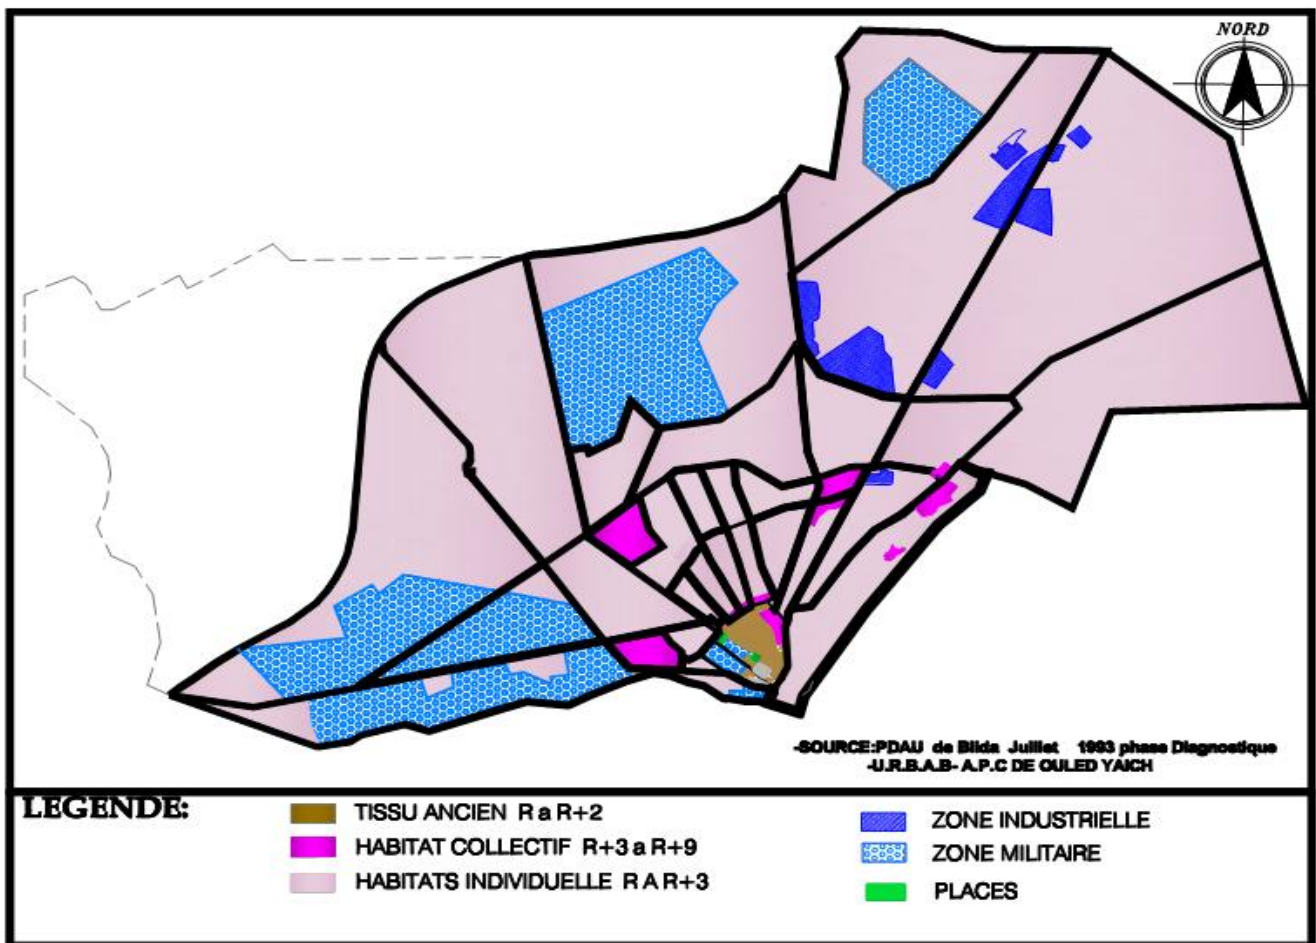 NORD
-SOURCE:PDAU de Blida Juillet 1993 phase Diagnostique
-U.R.B.A.B- A.P.C DE OULED YAICH
LEGENDE:
TISSU ANCIEN R a R+2
HABITAT COLLECTIF R+3 a R+9
HABITATS INDIVIDUELLE R A R+3
ZONE INDUSTRIELLE
ZONE MILITAIRE
PLACES